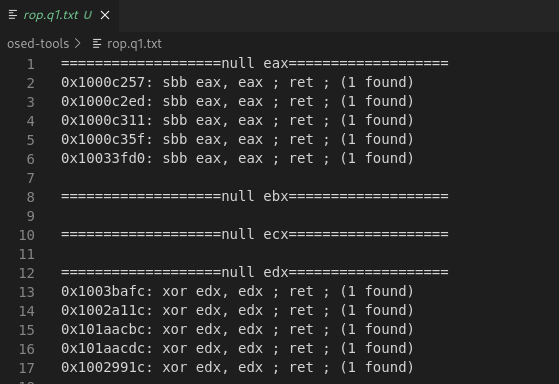 rop.q1.txt U ×
osed-tools > rop.q1.txt
1 ===================null eax===================
2 0x1000c257: sbb eax, eax ; ret ; (1 found)
3 0x1000c2ed: sbb eax, eax ; ret ; (1 found)
4 0x1000c311: sbb eax, eax ; ret ; (1 found)
5 0x1000c35f: sbb eax, eax ; ret ; (1 found)
6 0x10033fd0: sbb eax, eax ; ret ; (1 found)
7
8 ===================null ebx===================
9
10 ===================null ecx===================
11
12 ===================null edx===================
13 0x1003bafc: xor edx, edx ; ret ; (1 found)
14 0x1002a11c: xor edx, edx ; ret ; (1 found)
15 0x101aacbc: xor edx, edx ; ret ; (1 found)
16 0x101aacdc: xor edx, edx ; ret ; (1 found)
17 0x1002991c: xor edx, edx ; ret ; (1 found)